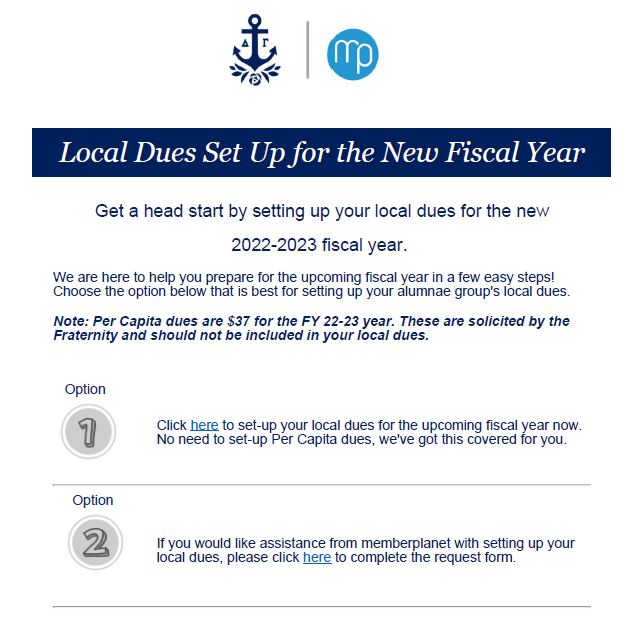 Δ Γ
mp
Local Dues Set Up for the New Fiscal Year
Get a head start by setting up your local dues for the new
2022-2023 fiscal year.
We are here to help you prepare for the upcoming fiscal year in a few easy steps!
Choose the option below that is best for setting up your alumnae group's local dues.
Note: Per Capita dues are $37 for the FY 22-23 year. These are solicited by the
Fraternity and should not be included in your local dues.
Option
1
Click here to set-up your local dues for the upcoming fiscal year now.
No need to set-up Per Capita dues, we've got this covered for you.
Option
2
If you would like assistance from memberplanet with setting up your
local dues, please click here to complete the request form.